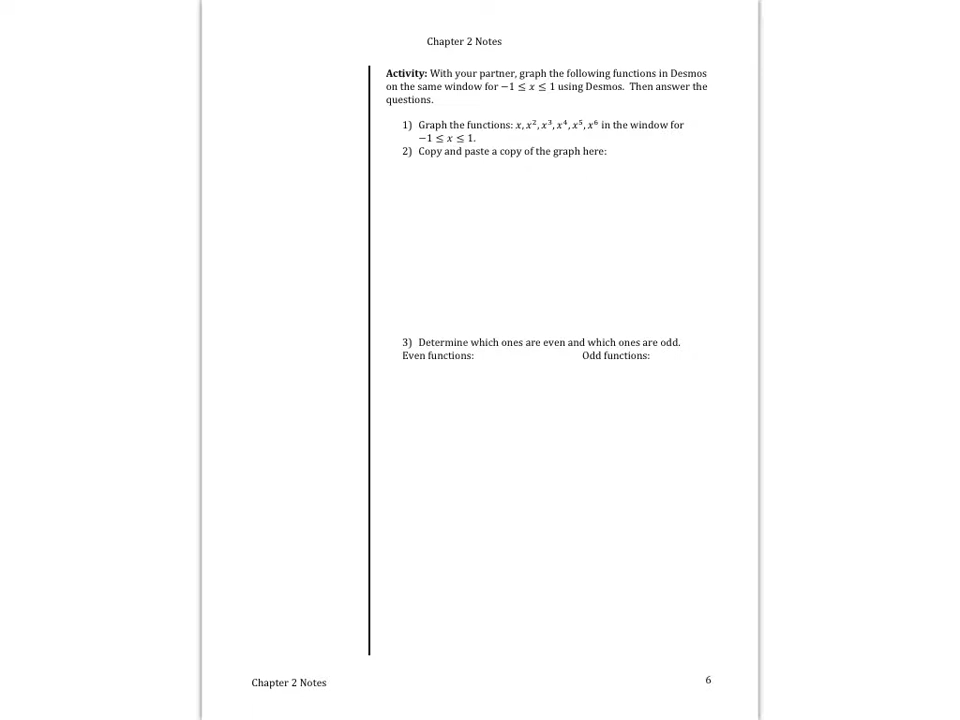 Chapter 2 Notes
Activity: With your partner, graph the following functions in Desmos
on the same window for −1 ≤ x ≤ 1 using Desmos. Then answer the
questions.
1) Graph the functions: x, x², x³, x⁴, x⁵, x⁶ in the window for
−1 ≤ x ≤ 1.
2) Copy and paste a copy of the graph here:
3) Determine which ones are even and which ones are odd.
Even functions: Odd functions:
Chapter 2 Notes 6